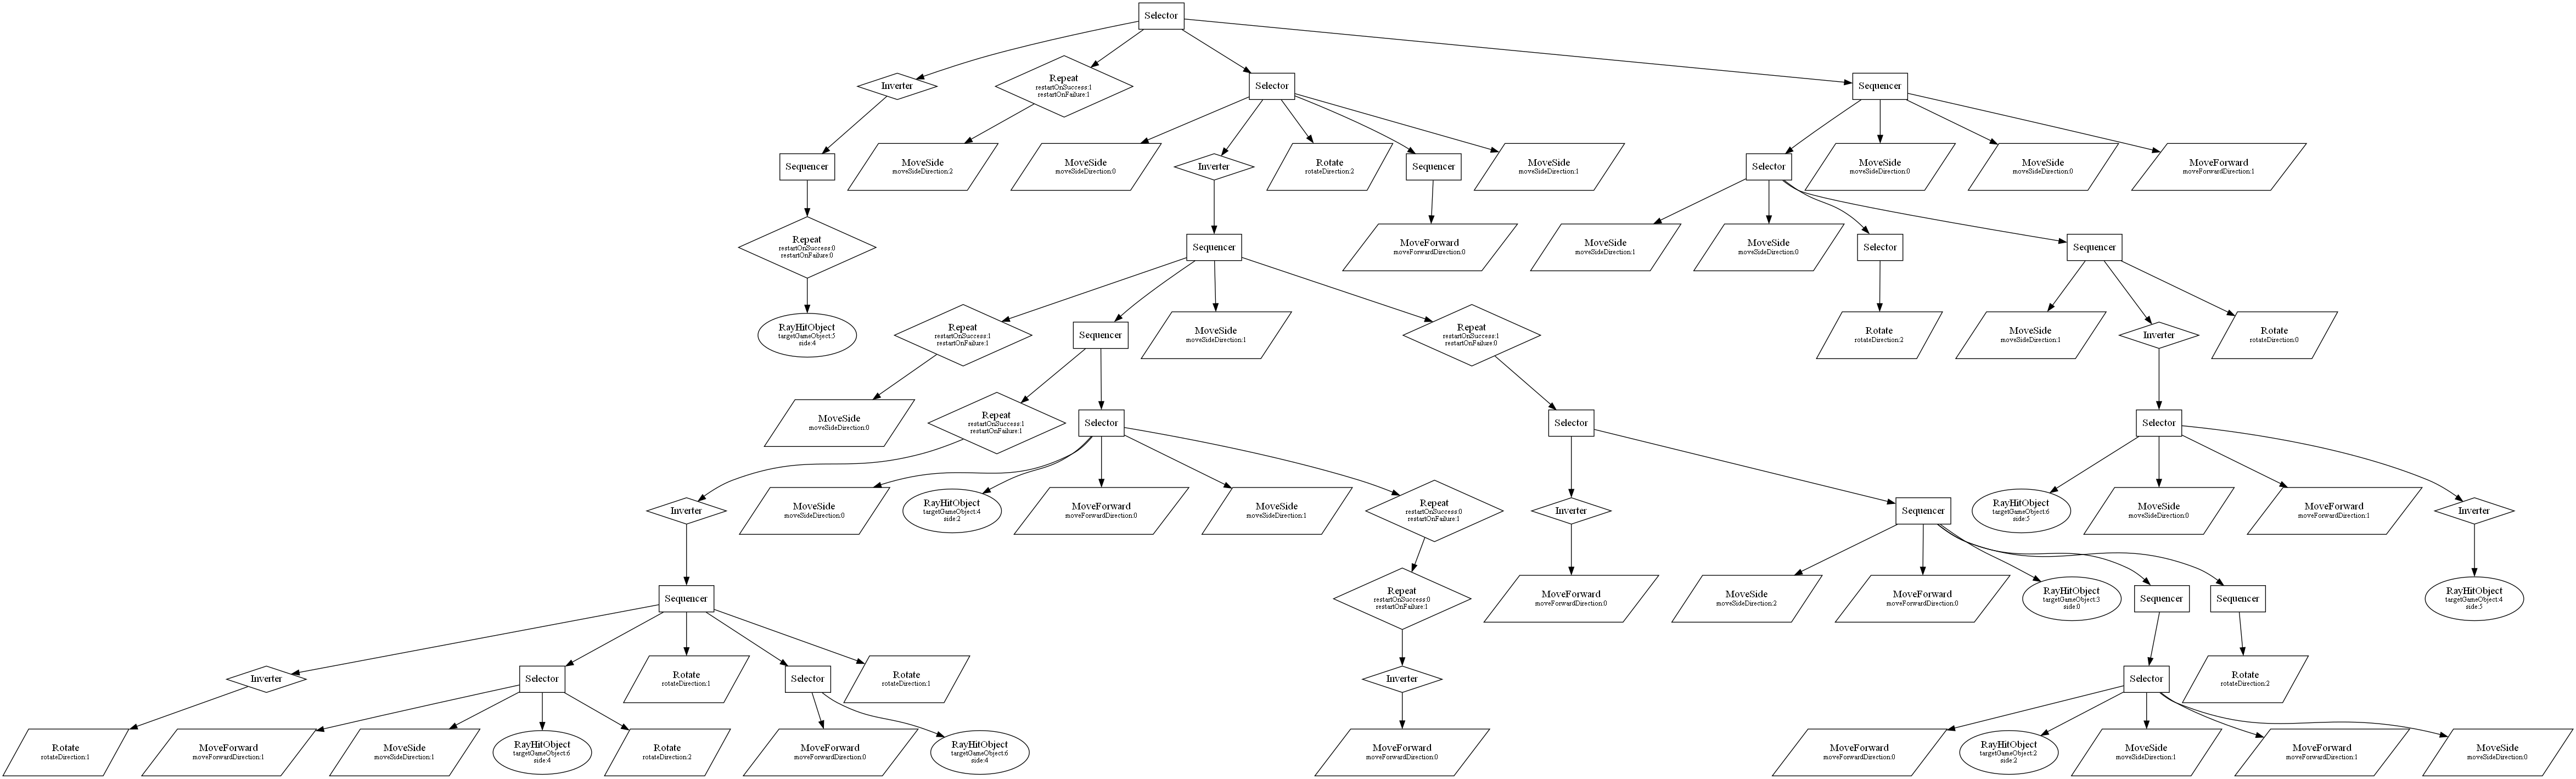 Selector
Inverter
Repeat
restartOnSuccess:1
restartOnFailure:1
Selector
Sequencer
Sequencer
MoveSide
moveSideDirection:2
MoveSide
moveSideDirection:0
Inverter
Rotate
rotateDirection:2
Sequencer
MoveSide
moveSideDirection:1
Selector
MoveSide
moveSideDirection:0
MoveSide
moveSideDirection:0
MoveForward
moveForwardDirection:1
Repeat
restartOnSuccess:0
restartOnFailure:0
Sequencer
MoveForward
moveForwardDirection:0
MoveSide
moveSideDirection:1
MoveSide
moveSideDirection:0
Selector
Sequencer
RayHitObject
targetGameObject:5
side:4
Repeat
restartOnSuccess:1
restartOnFailure:1
Sequencer
MoveSide
moveSideDirection:1
Repeat
restartOnSuccess:1
restartOnFailure:0
Rotate
rotateDirection:2
MoveSide
moveSideDirection:1
Inverter
Rotate
rotateDirection:0
MoveSide
moveSideDirection:0
Repeat
restartOnSuccess:1
restartOnFailure:1
Selector
Selector
Selector
Inverter
MoveSide
moveSideDirection:0
RayHitObject
targetGameObject:4
side:2
MoveForward
moveForwardDirection:0
MoveSide
moveSideDirection:1
Repeat
restartOnSuccess:0
restartOnFailure:1
Inverter
Sequencer
RayHitObject
targetGameObject:6
side:5
MoveSide
moveSideDirection:0
MoveForward
moveForwardDirection:1
Inverter
Sequencer
Repeat
restartOnSuccess:0
restartOnFailure:1
MoveForward
moveForwardDirection:0
MoveSide
moveSideDirection:2
MoveForward
moveForwardDirection:0
RayHitObject
targetGameObject:3
side:0
Sequencer
Sequencer
RayHitObject
targetGameObject:4
side:5
Inverter
Selector
Rotate
rotateDirection:1
Selector
Rotate
rotateDirection:1
Inverter
Selector
Rotate
rotateDirection:2
Rotate
rotateDirection:1
MoveForward
moveForwardDirection:1
MoveSide
moveSideDirection:1
RayHitObject
targetGameObject:6
side:4
Rotate
rotateDirection:2
MoveForward
moveForwardDirection:0
RayHitObject
targetGameObject:6
side:4
MoveForward
moveForwardDirection:0
MoveForward
moveForwardDirection:0
RayHitObject
targetGameObject:2
side:2
MoveSide
moveSideDirection:1
MoveForward
moveForwardDirection:1
MoveSide
moveSideDirection:0